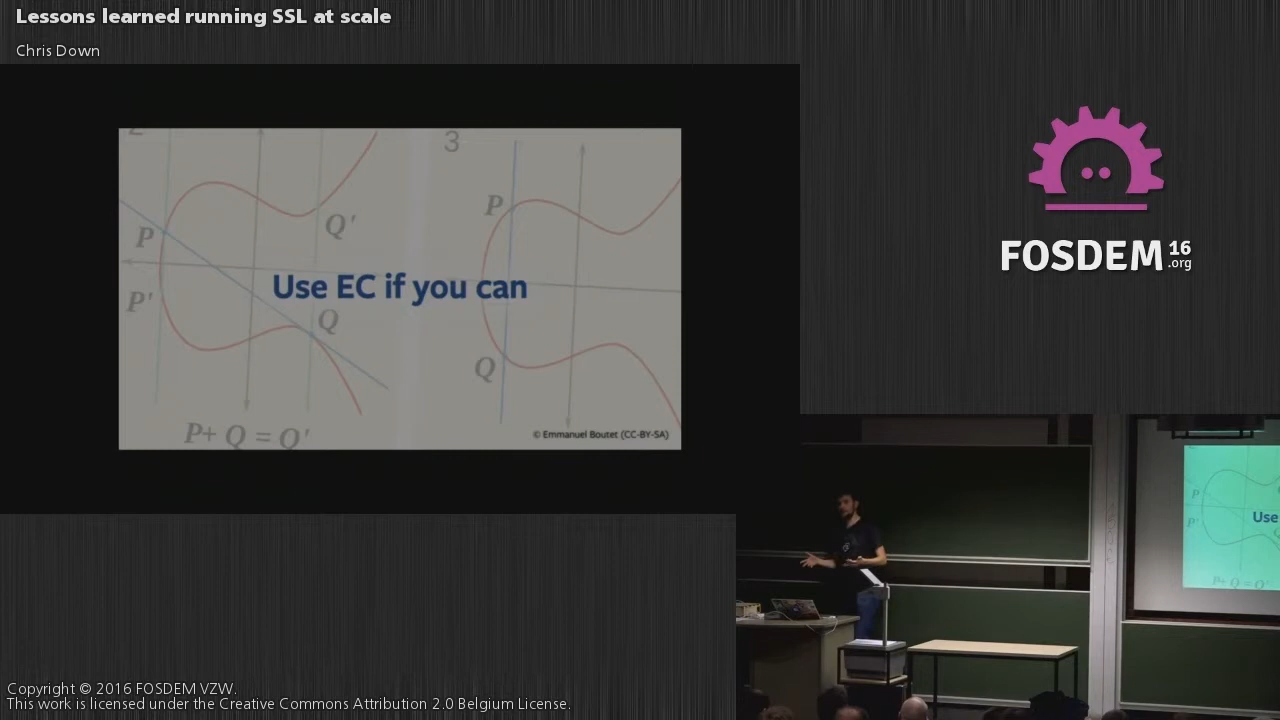 Lessons learned running SSL at scale
Chris Down
2
3
P
Q'
P
P'
Use EC if you can
Q
Q
P+ Q = Q'
© Emmanuel Boutet (CC-BY-SA)
FOSDEM 16 .org
P
P'
Use
P+ Q = Q'
Copyright © 2016 FOSDEM VZW.
This work is licensed under the Creative Commons Attribution 2.0 Belgium License.